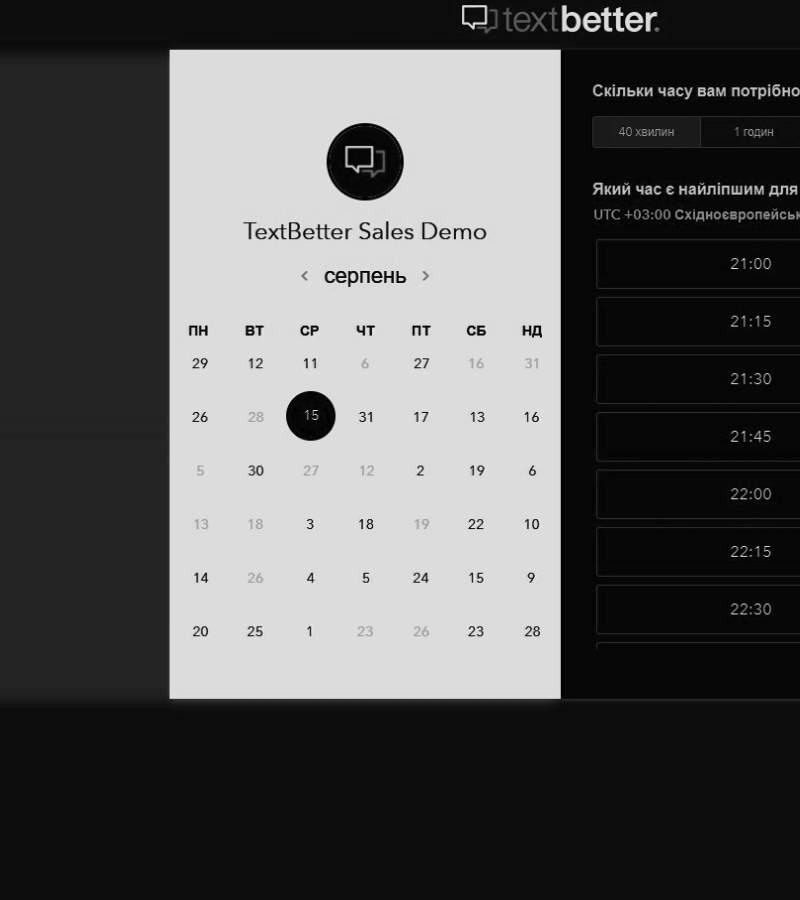 textbetter.
TextBetter Sales Demo
серпень
ПН ВТ СР ЧТ ПТ СБ НД
29 12 11 6 27 16 31
26 28 15 31 17 13 16
5 30 27 12 2 19 6
13 18 3 18 19 22 10
14 26 4 5 24 15 9
20 25 1 23 26 23 28
Скільки часу вам потрібно
40 хвилин 1 годин
Який час є найліпшим для
UTC +03:00
21:00
21:15
21:30
21:45
22:00
22:15
22:30